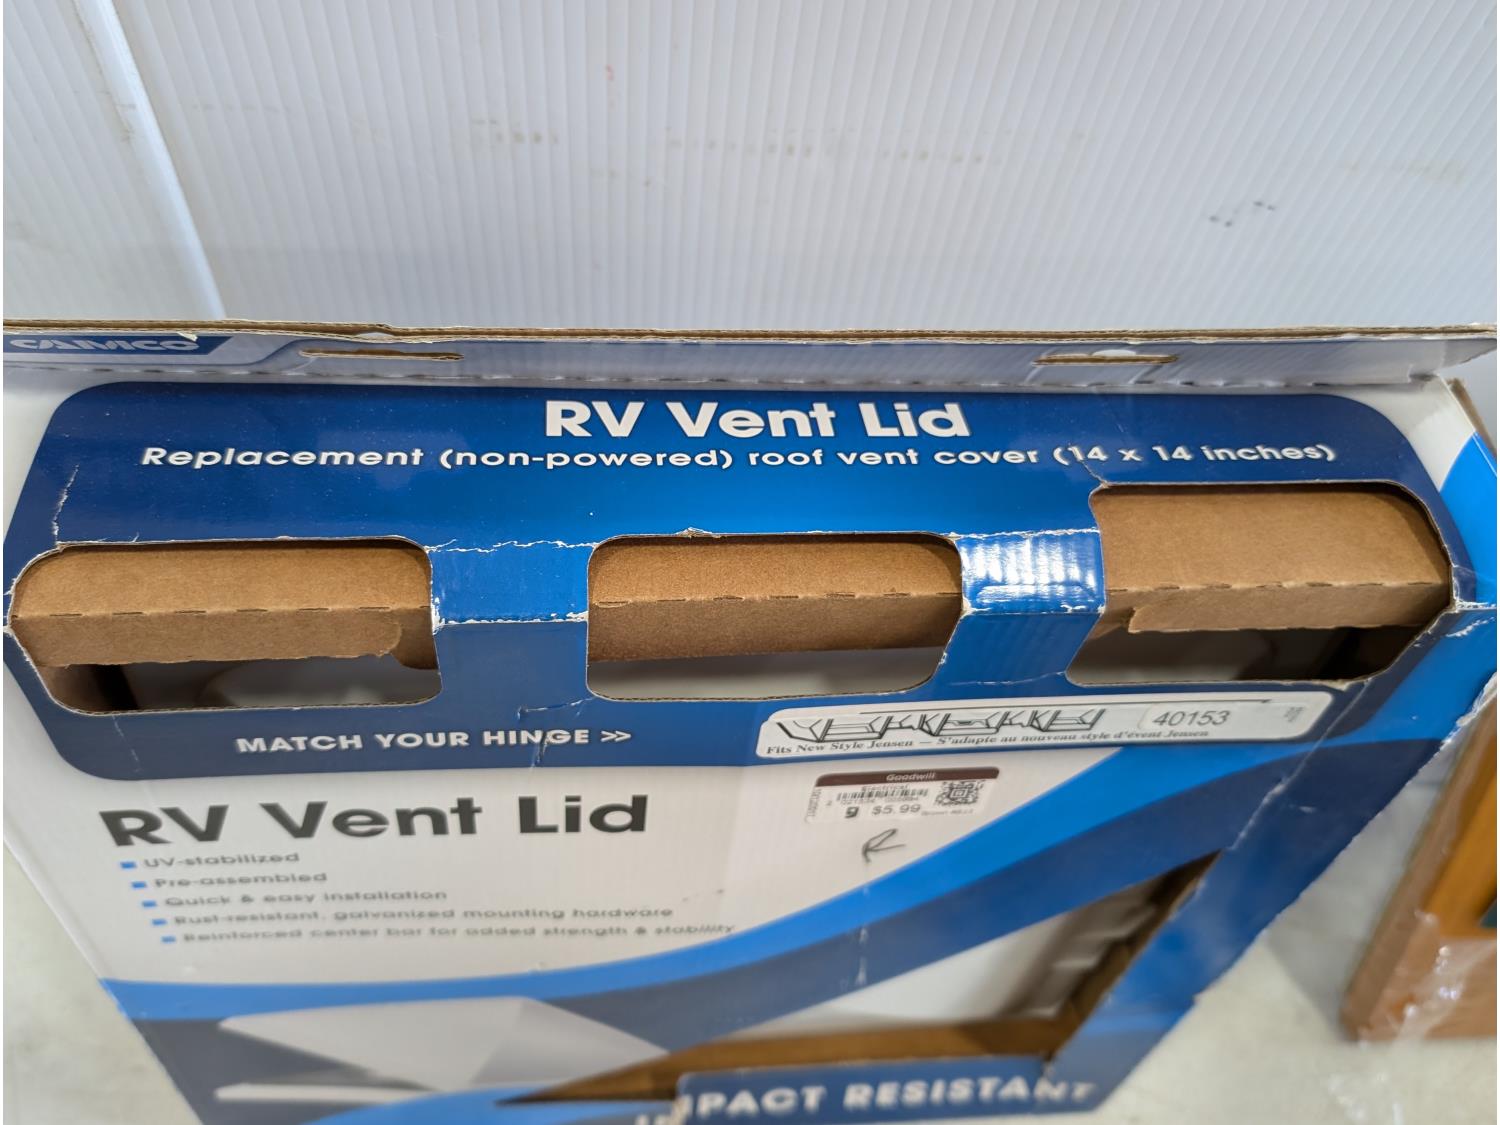 CAMCO
RV Vent Lid
Replacement (non-powered) roof vent cover (14 x 14 inches)
MATCH YOUR HINGE >>
40153
Fits New Style Jensen — S'adapte au nouveau style d'évent Jensen
Goodwill
$5.99
RV Vent Lid
UV-stabilized
Pre-assembled
Quick & easy installation
Rust-resistant, galvanized mounting hardware
Reinforced center bar for added strength & stability
IMPACT RESISTANT